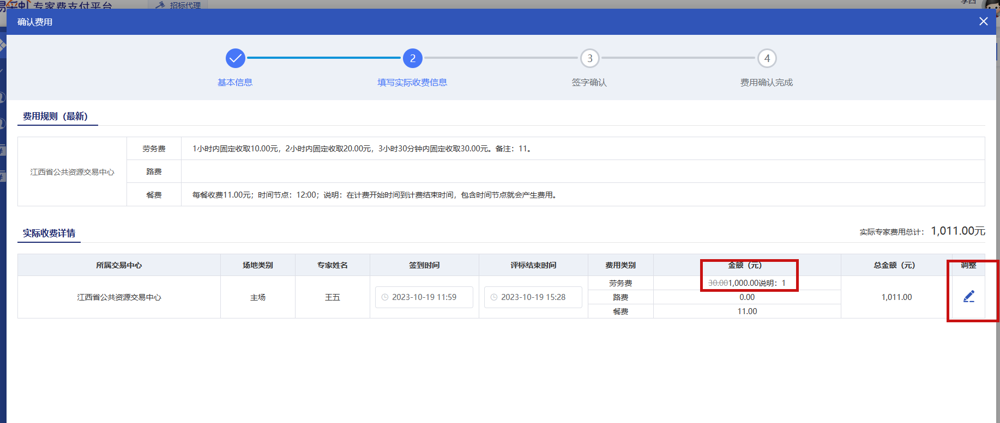 专家费支付平台
招标代理
李四
确认费用
2
3
4
基本信息
填写实际收费信息
签字确认
费用确认完成
费用规则（最新）
江西省公共资源交易中心
劳务费
1小时内固定收取10.00元，2小时内固定收取20.00元，3小时30分钟内固定收取30.00元。备注：11。
路费
餐费
每餐收费11.00元；时间节点：12:00；说明：在计费开始时间到计费结束时间，包含时间节点就会产生费用。
实际收费详情
实际专家费用总计： 1,011.00元
所属交易中心 场地类别 专家姓名 签到时间 评标结束时间 费用类别 金额（元） 总金额（元） 调整
江西省公共资源交易中心 主场 王五 2023-10-19 11:59 2023-10-19 15:28
劳务费 30.001,000.00说明：1
路费 0.00
餐费 11.00
1,011.00